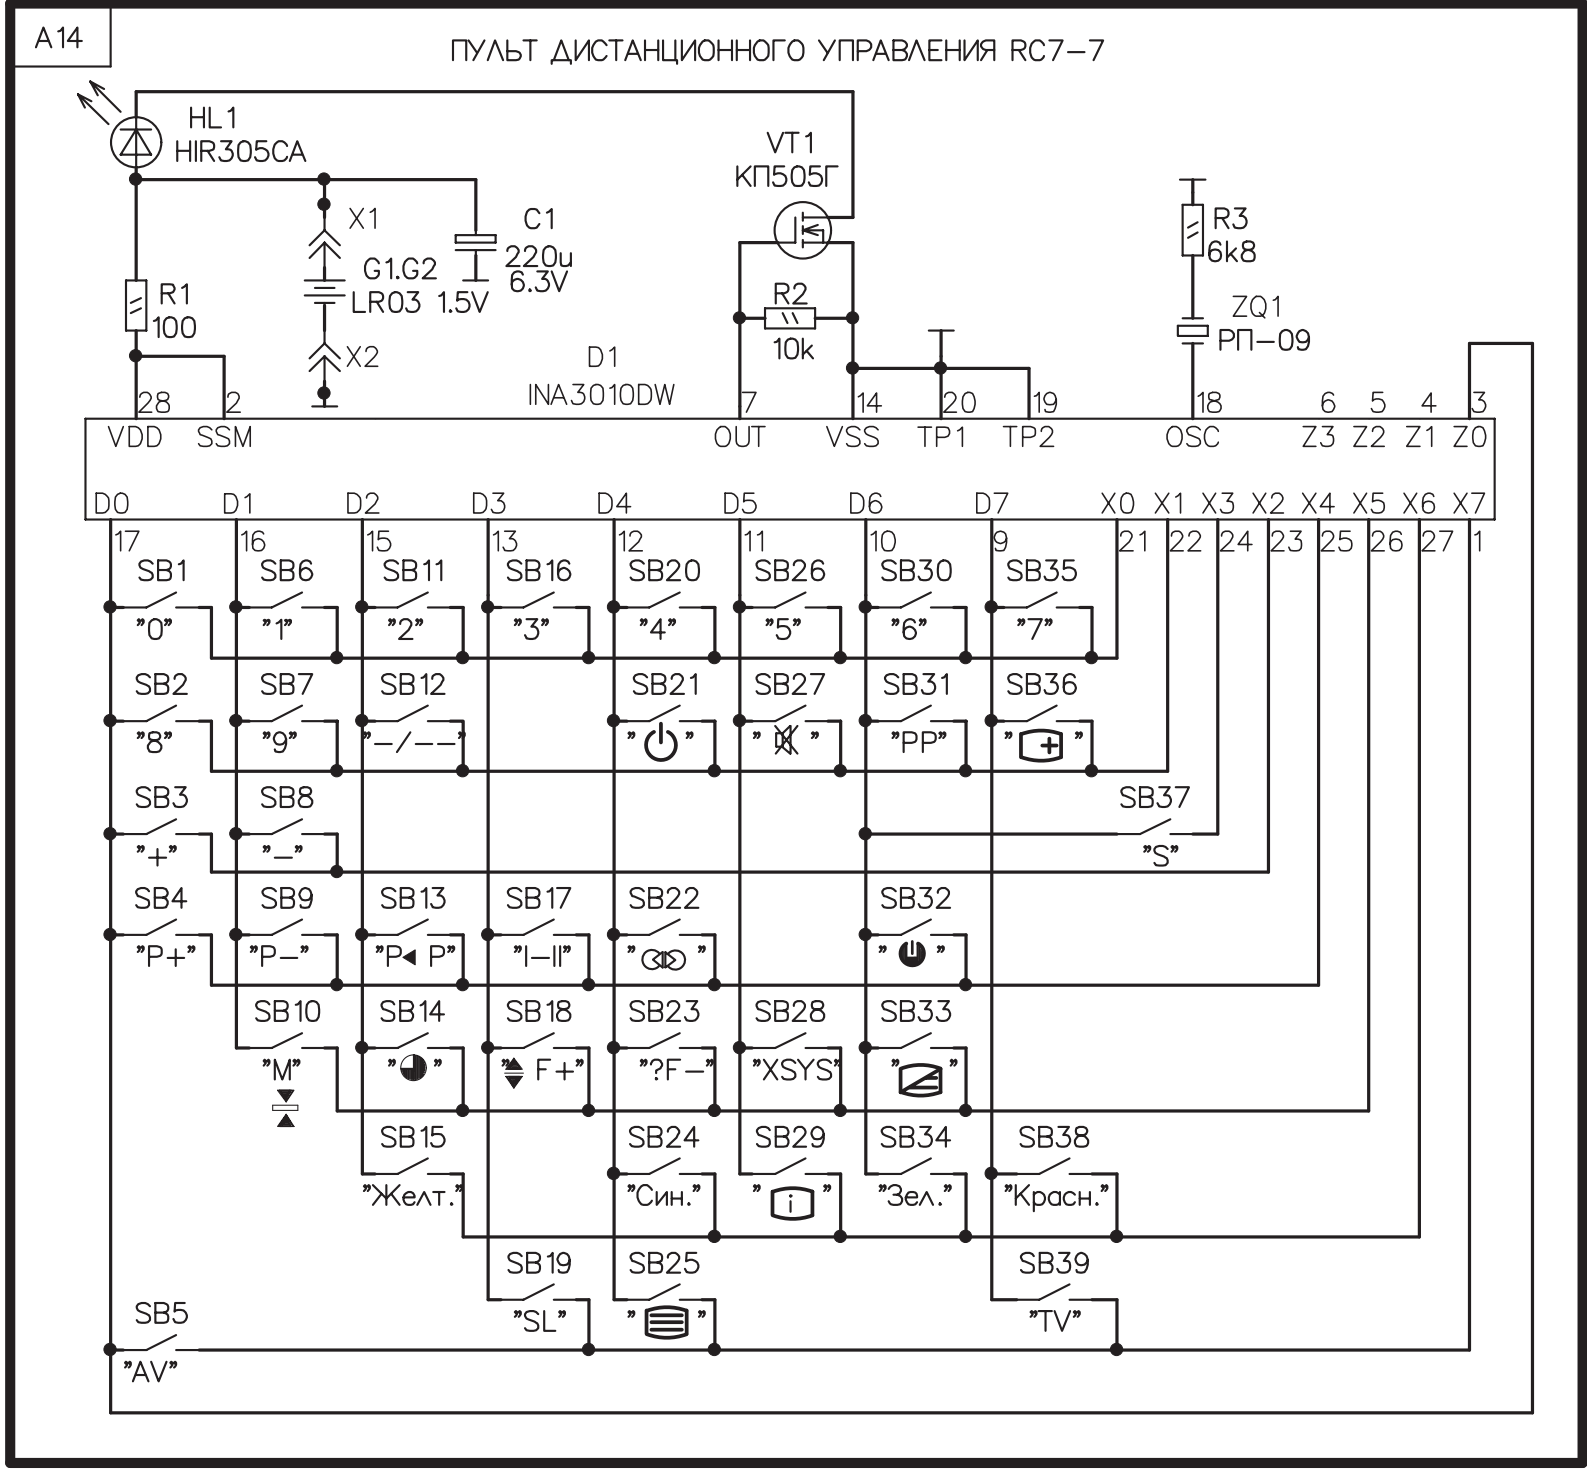 A14
ПУЛЬТ ДИСТАНЦИОННОГО УПРАВЛЕНИЯ RC7-7
HL1
HIR305CA
VT1
КП505Г
X1
C1
220u
6.3V
G1.G2
LR03 1.5V
R3
6k8
R1
100
R2
10k
ZQ1
РП-09
X2
D1
INA3010DW
28 2 7 14 20 19 18 6 5 4 3
VDD SSM OUT VSS TP1 TP2 OSC Z3 Z2 Z1 Z0
D0 D1 D2 D3 D4 D5 D6 D7 X0 X1 X3 X2 X4 X5 X6 X7
17 16 15 13 12 11 10 9 21 22 24 23 25 26 27 1
SB1 SB6 SB11 SB16 SB20 SB26 SB30 SB35
"0" "1" "2" "3" "4" "5" "6" "7"
SB2 SB7 SB12 SB21 SB27 SB31 SB36
"8" "9" "-/--" " " " " "PP" " + "
SB3 SB8 SB37
"+" "-" "S"
SB4 SB9 SB13 SB17 SB22 SB32
"P+" "P-" "P◀ P" "I-II" " " " "
SB10 SB14 SB18 SB23 SB28 SB33
"M" " " " F+" "?F-" "XSYS" " "
SB15 SB24 SB29 SB34 SB38
"Желт." "Син." " i " "Зел." "Красн."
SB19 SB25 SB39
"SL" " " "TV"
SB5
"AV"